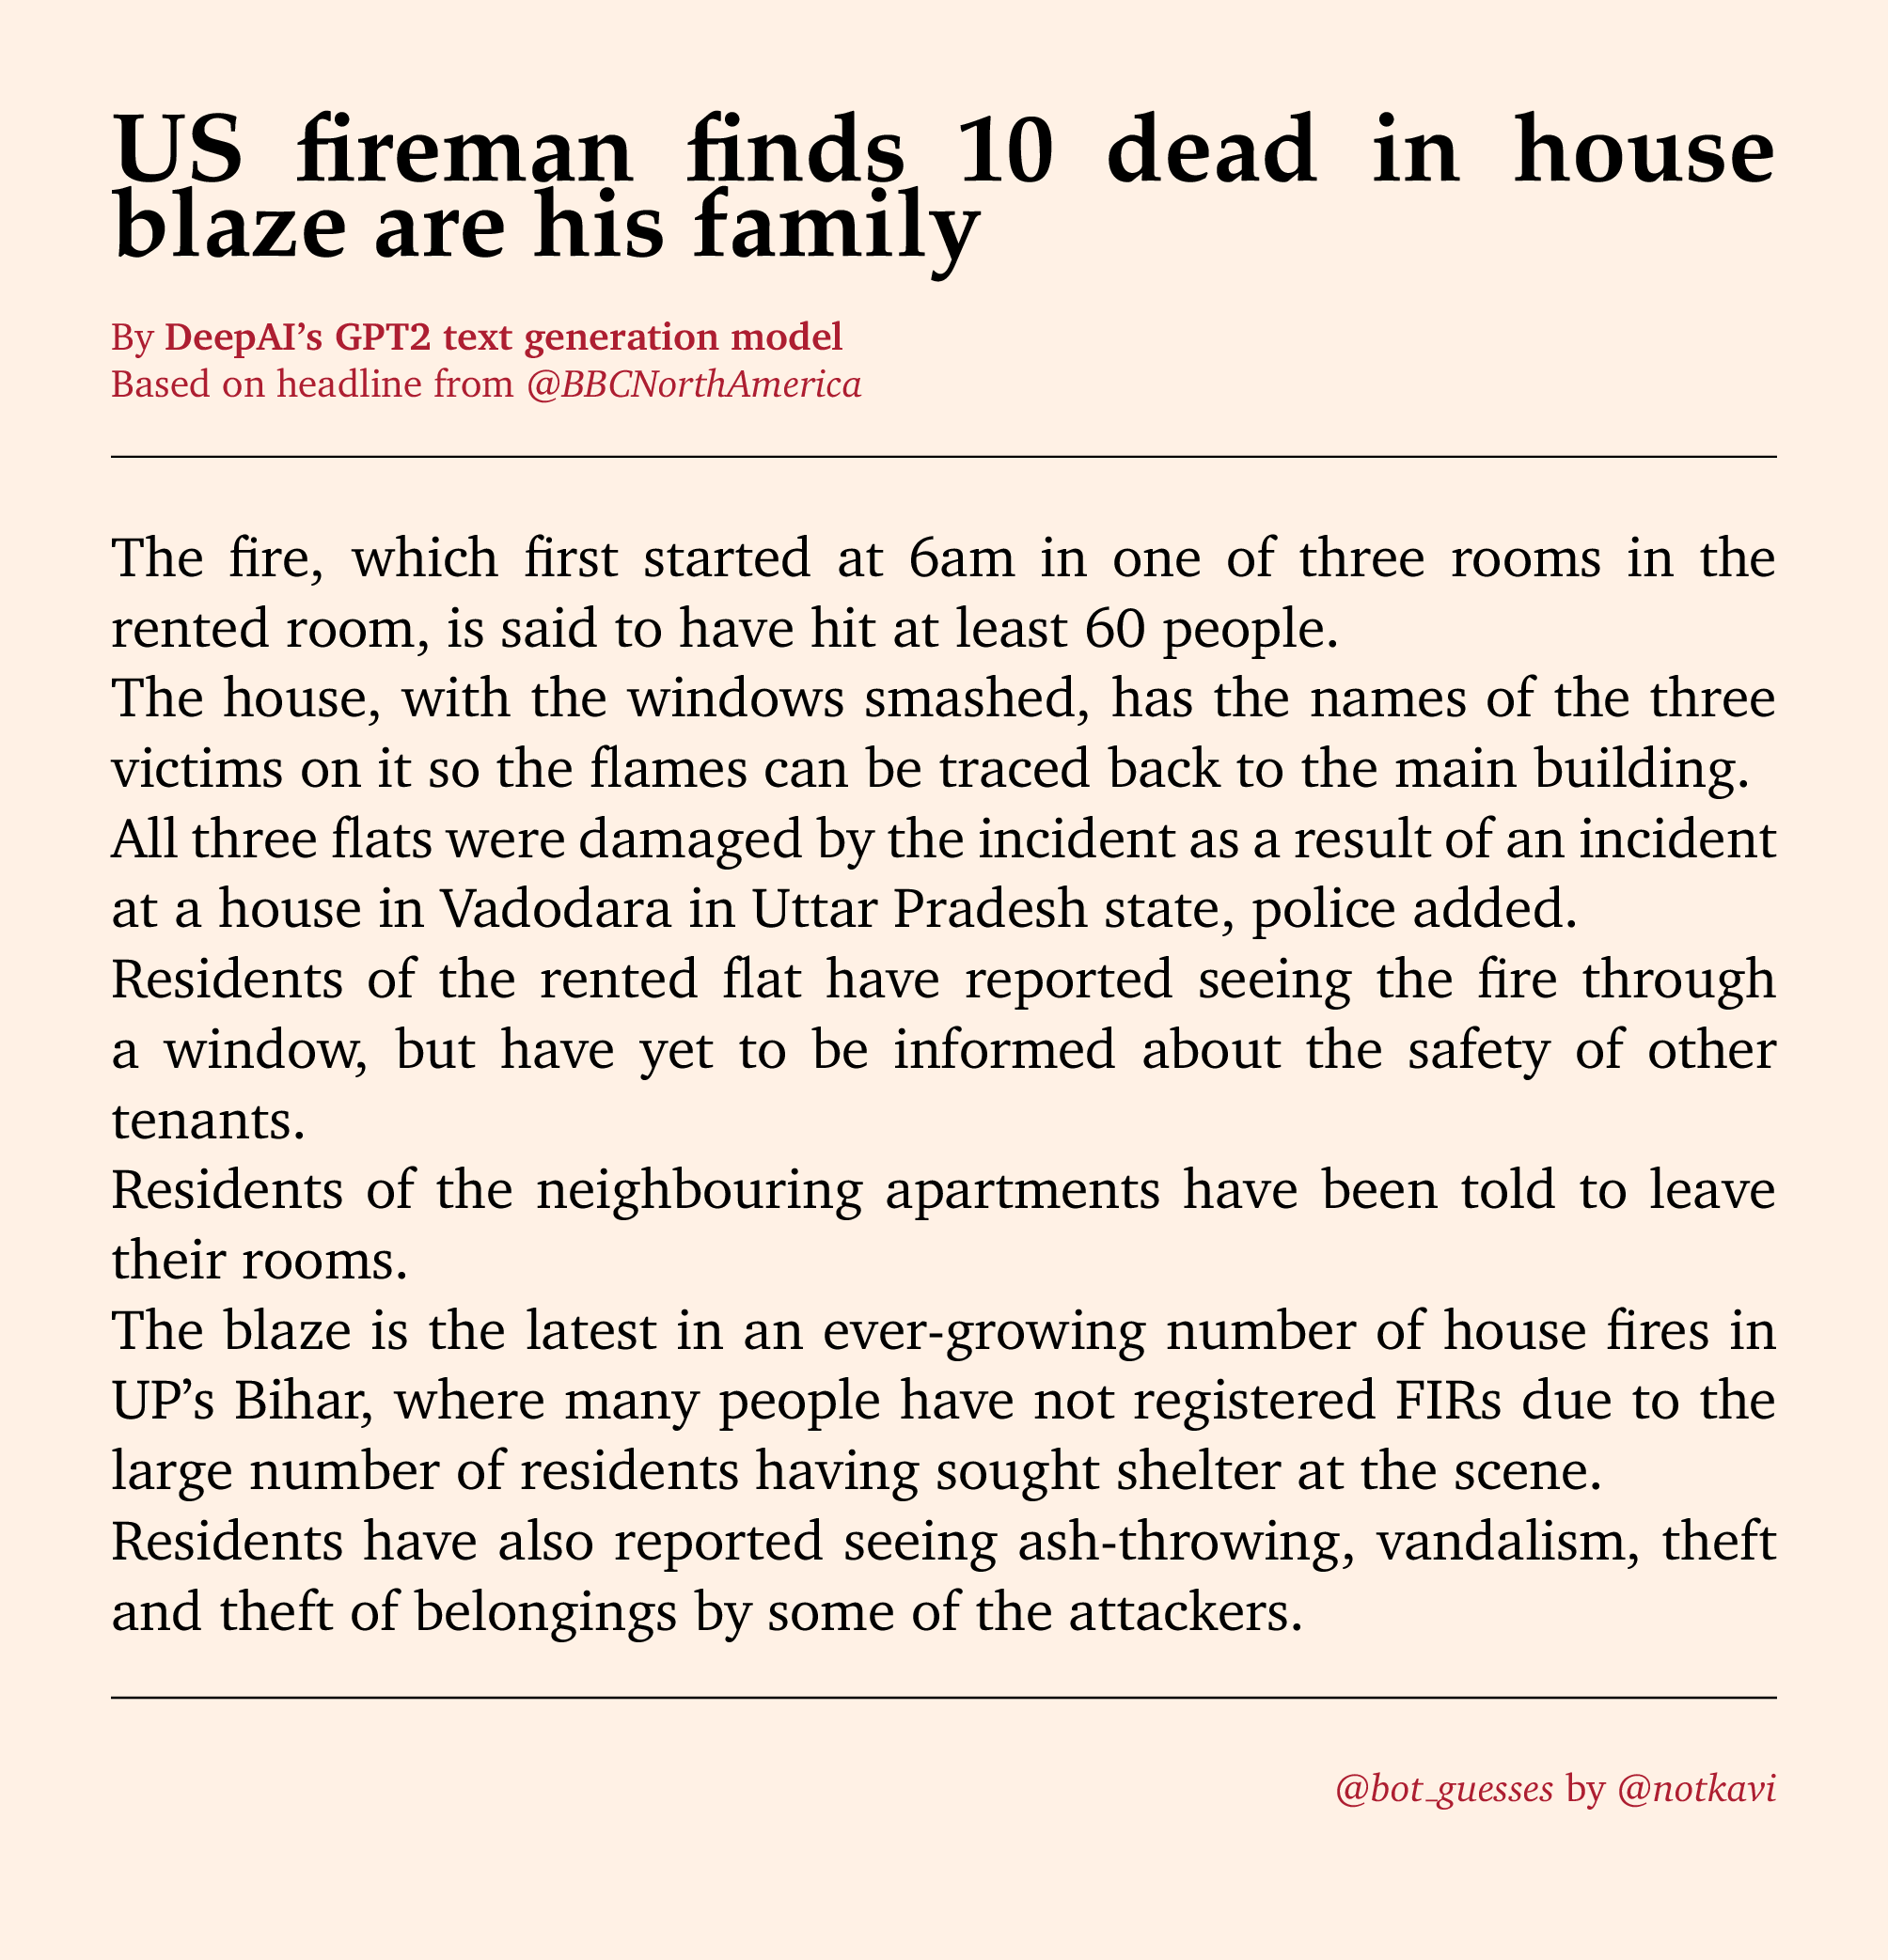 US fireman finds 10 dead in house
blaze are his family
By DeepAI's GPT2 text generation model
Based on headline from @BBCNorthAmerica
The fire, which first started at 6am in one of three rooms in the
rented room, is said to have hit at least 60 people.
The house, with the windows smashed, has the names of the three
victims on it so the flames can be traced back to the main building.
All three flats were damaged by the incident as a result of an incident
at a house in Vadodara in Uttar Pradesh state, police added.
Residents of the rented flat have reported seeing the fire through
a window, but have yet to be informed about the safety of other
tenants.
Residents of the neighbouring apartments have been told to leave
their rooms.
The blaze is the latest in an ever-growing number of house fires in
UP's Bihar, where many people have not registered FIRs due to the
large number of residents having sought shelter at the scene.
Residents have also reported seeing ash-throwing, vandalism, theft
and theft of belongings by some of the attackers.
@bot_guesses by @notkavi